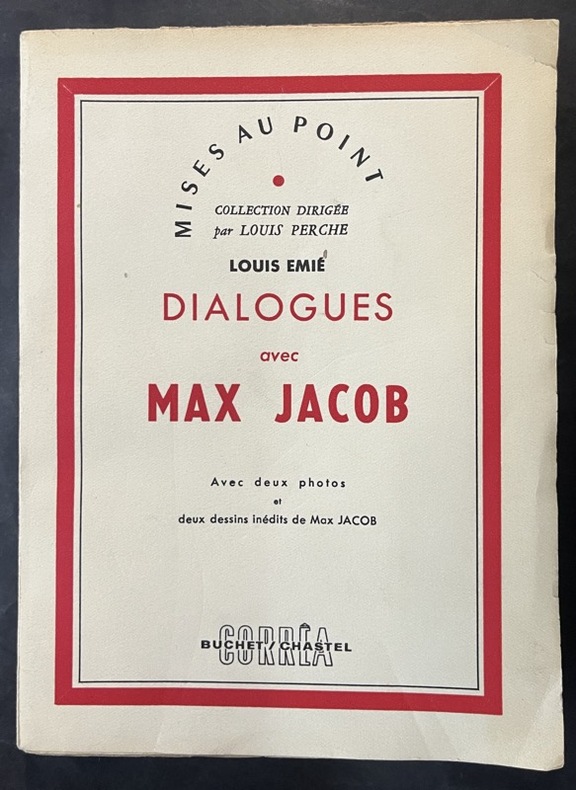 MISES AU POINT
COLLECTION DIRIGÉE
par LOUIS PERCHE
LOUIS EMIÉ
DIALOGUES
avec
MAX JACOB
Avec deux photos
et
deux dessins inédits de Max JACOB
CORRÊA
BUCHET/CHASTEL